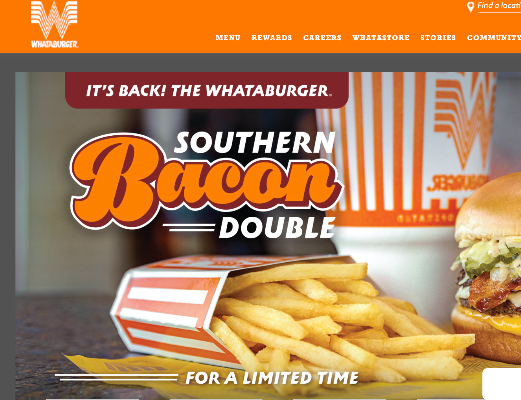 WHATABURGER
Find a locati
MENU REWARDS CAREERS WHATASTORE STORIES COMMUNITY
IT'S BACK! THE WHATABURGER
SOUTHERN
Bacon
DOUBLE
WHATABURGER
FOR A LIMITED TIME